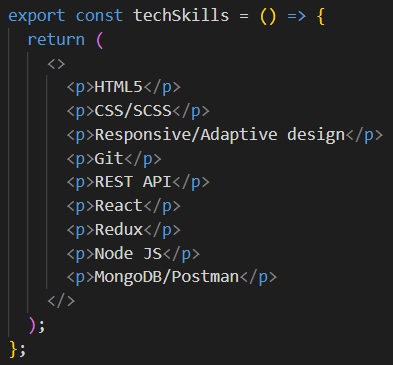 export const techSkills = () => {
return (
<>
<p>HTML5</p>
<p>CSS/SCSS</p>
<p>Responsive/Adaptive design</p>
<p>Git</p>
<p>REST API</p>
<p>React</p>
<p>Redux</p>
<p>Node JS</p>
<p>MongoDB/Postman</p>
</>
);
};